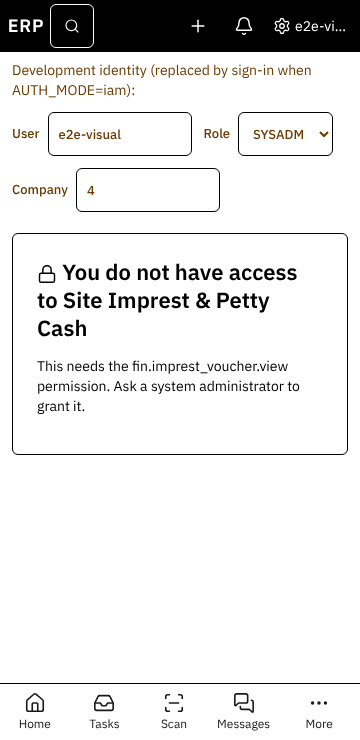 ERP
e2e-vi...
Development identity (replaced by sign-in when
AUTH_MODE=iam):
User e2e-visual Role SYSADM
Company 4
You do not have access
to Site Imprest & Petty
Cash
This needs the fin.imprest_voucher.view
permission. Ask a system administrator to
grant it.
Home Tasks Scan Messages More